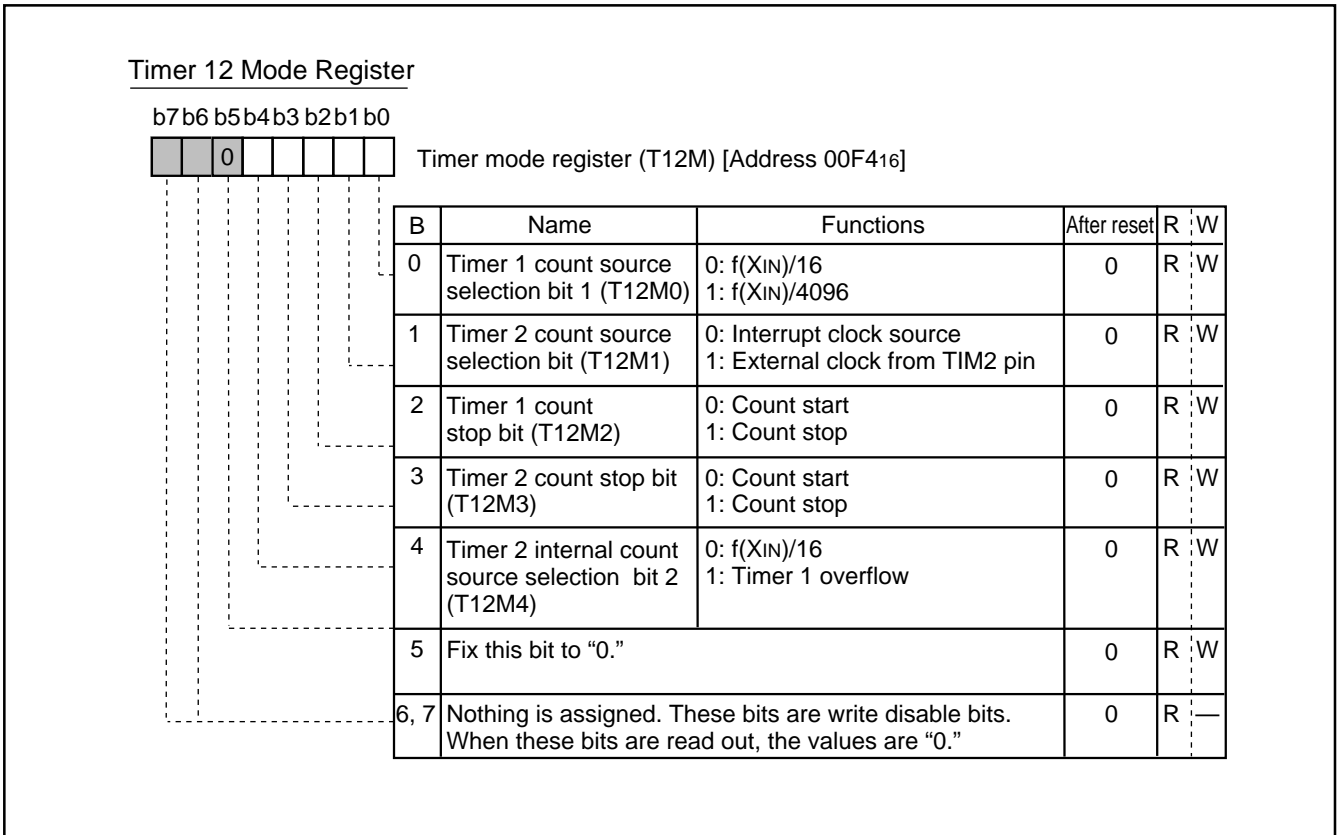 Timer 12 Mode Register
b7 b6 b5 b4 b3 b2 b1 b0
0
Timer mode register (T12M) [Address 00F416]
B Name Functions After reset R W
0 Timer 1 count source 0: f(XIN)/16 0 R W
selection bit 1 (T12M0) 1: f(XIN)/4096
1 Timer 2 count source 0: Interrupt clock source 0 R W
selection bit (T12M1) 1: External clock from TIM2 pin
2 Timer 1 count 0: Count start 0 R W
stop bit (T12M2) 1: Count stop
3 Timer 2 count stop bit 0: Count start 0 R W
(T12M3) 1: Count stop
4 Timer 2 internal count 0: f(XIN)/16 0 R W
source selection bit 2 1: Timer 1 overflow
(T12M4)
5 Fix this bit to “0.” 0 R W
6, 7 Nothing is assigned. These bits are write disable bits. 0 R —
When these bits are read out, the values are “0.”